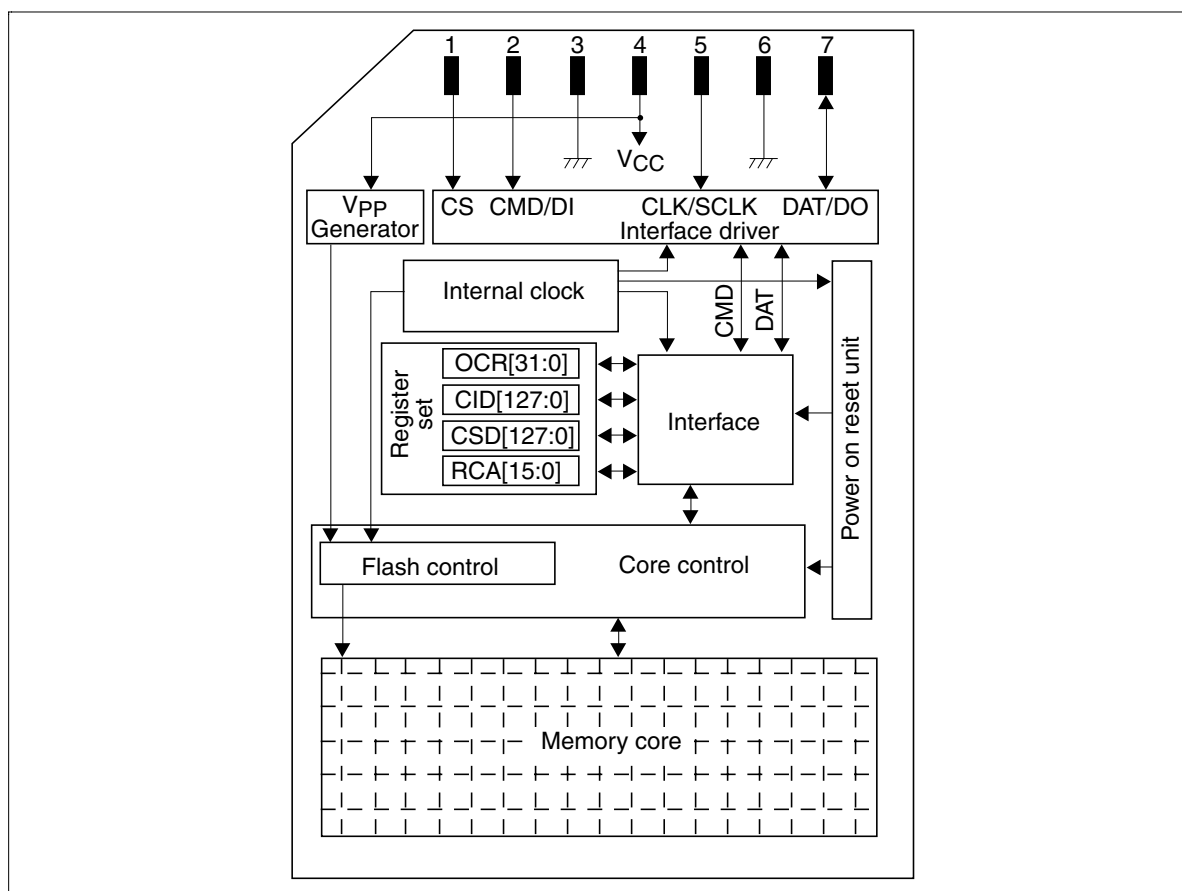 1 2 3 4 5 6 7
VCC
VPP
Generator
CS CMD/DI CLK/SCLK DAT/DO
Interface driver
Internal clock
CMD
DAT
Register
set
OCR[31:0]
CID[127:0]
CSD[127:0]
RCA[15:0]
Interface
Power on reset unit
Flash control
Core control
Memory core